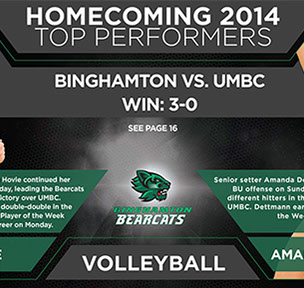 HOMECOMING 2014
TOP PERFORMERS
BINGHAMTON VS. UMBC
WIN: 3-0
SEE PAGE 16
Hovie continued her
day, leading the Bearcats
ictory over UMBC.
double-double in the
Player of the Week
reer on Monday.
BINGHAMTON
BEARCATS
Senior setter Amanda De
BU offense on Sund
different hitters in th
UMBC. Dettmann ear
the Wee
E
VOLLEYBALL
AMA